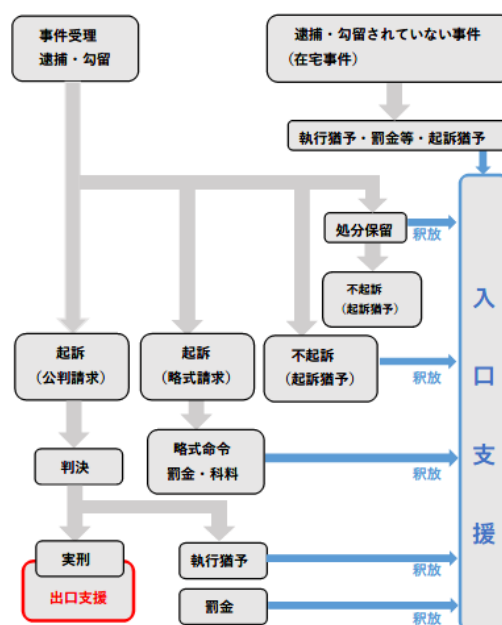 事件受理
逮捕・勾留
逮捕・勾留されていない事件
(在宅事件)
執行猶予・罰金等・起訴猶予
処分保留
釈放
不起訴
(起訴猶予)
起訴
(公判請求)
起訴
(略式請求)
不起訴
(起訴猶予)
釈放
判決
略式命令
罰金・科料
釈放
実刑
出口支援
執行猶予
釈放
罰金
釈放
入口支援